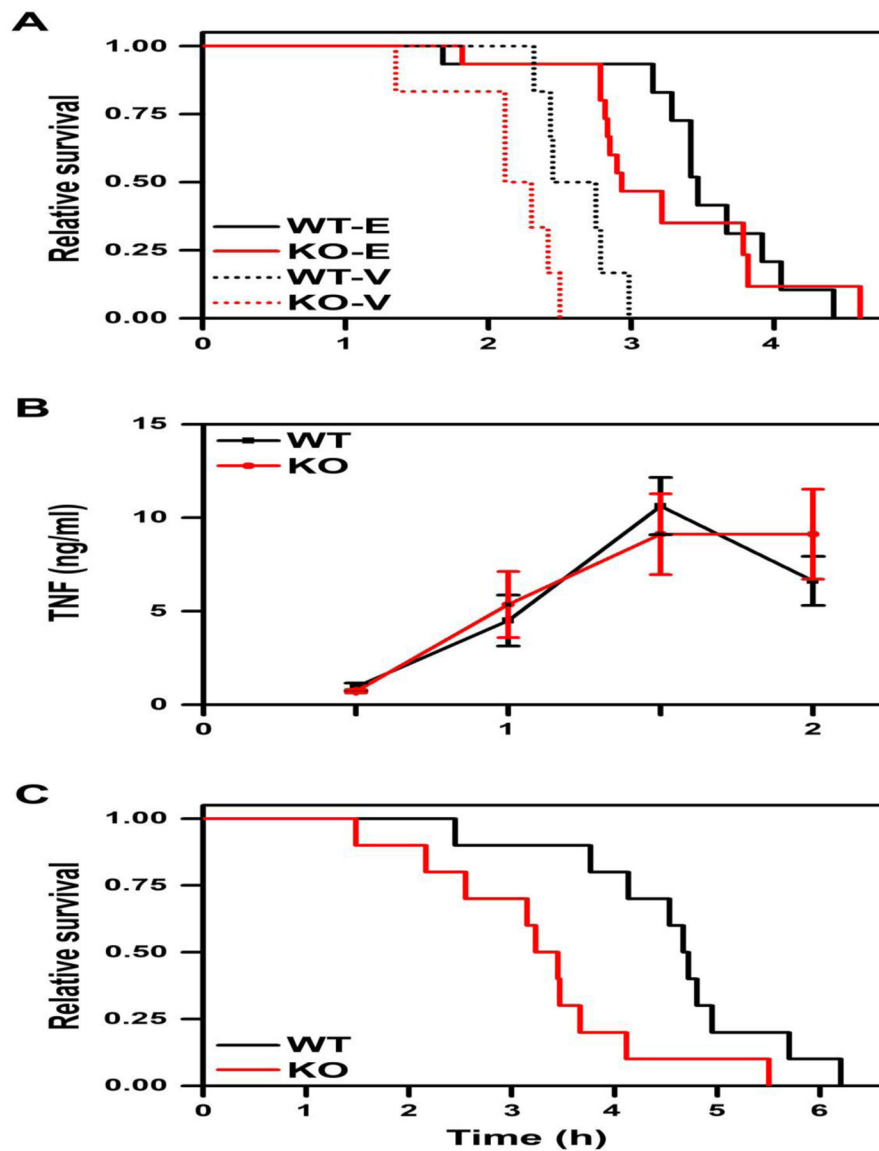 A
Relative survival
1.00
0.75
0.50
0.25
0.00
WT-E
KO-E
WT-V
KO-V
0 1 2 3 4
B
TNF (ng/ml)
15
10
5
0
WT
KO
0 1 2
C
Relative survival
1.00
0.75
0.50
0.25
0.00
WT
KO
0 1 2 3 4 5 6
Time (h)